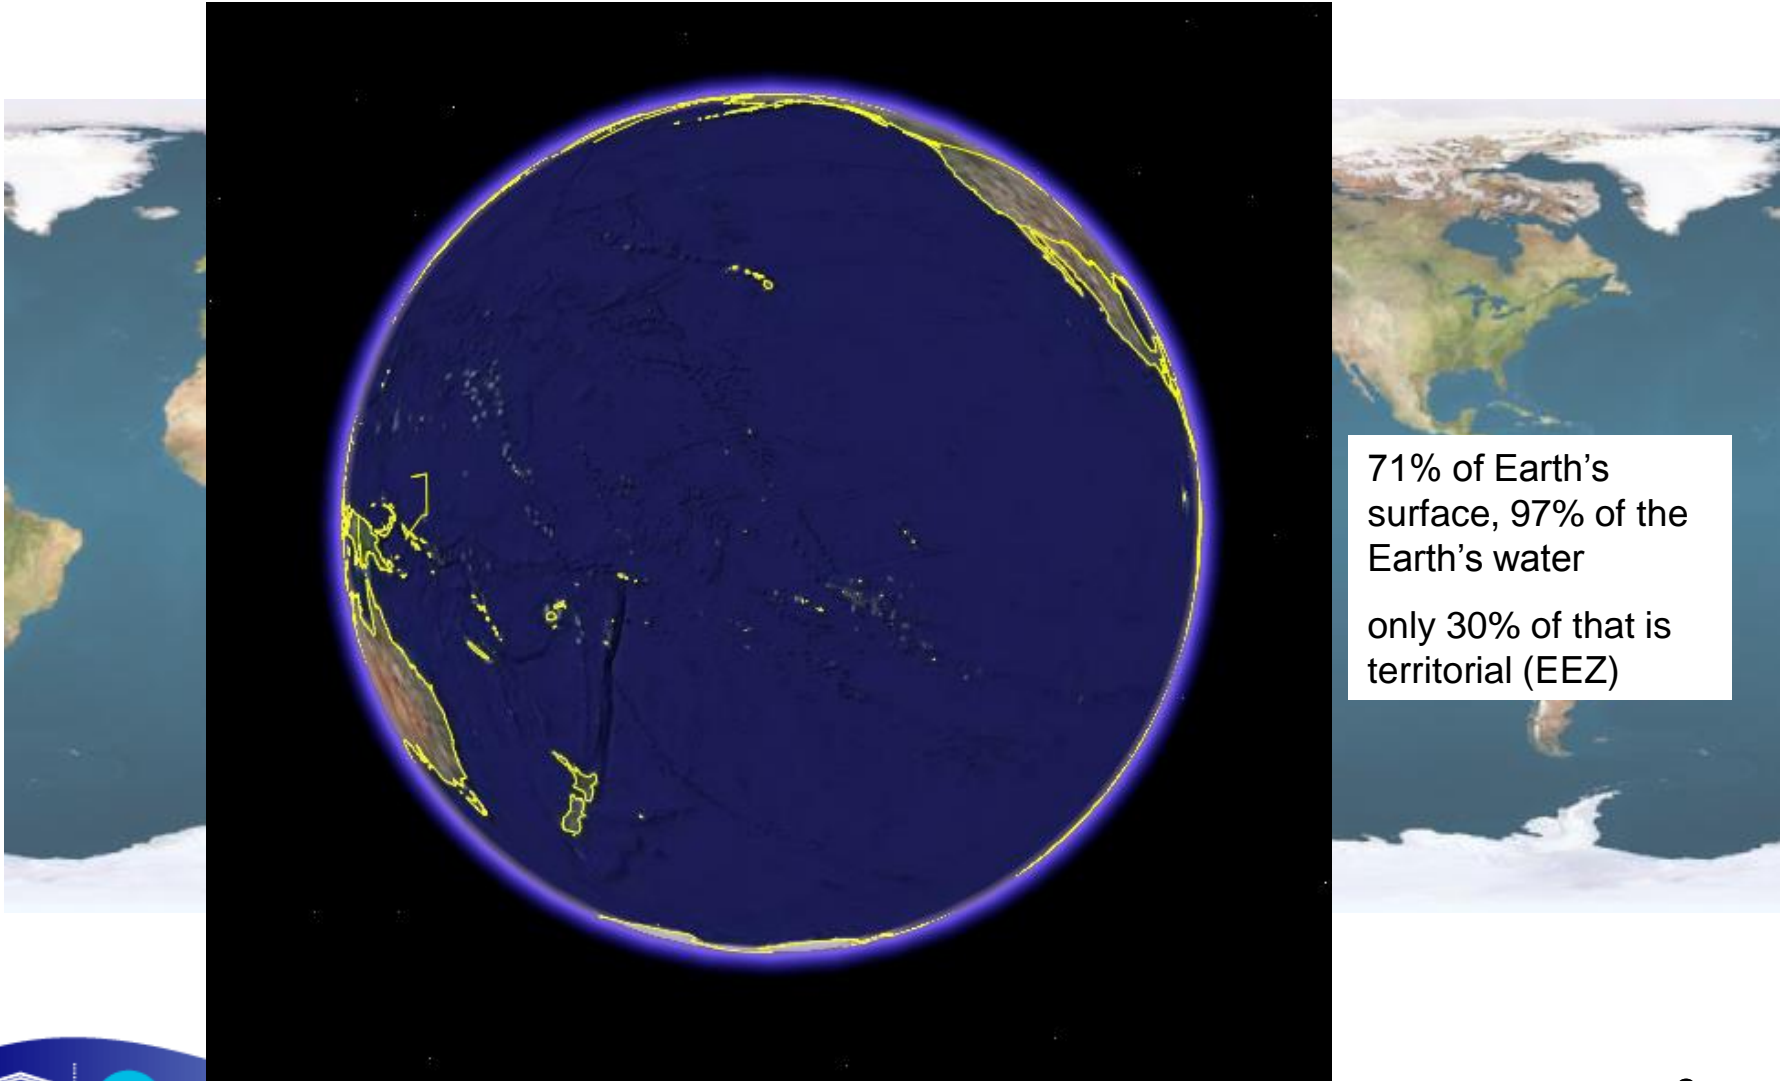 71% of Earth’s
surface, 97% of the
Earth’s water
only 30% of that is
territorial (EEZ)